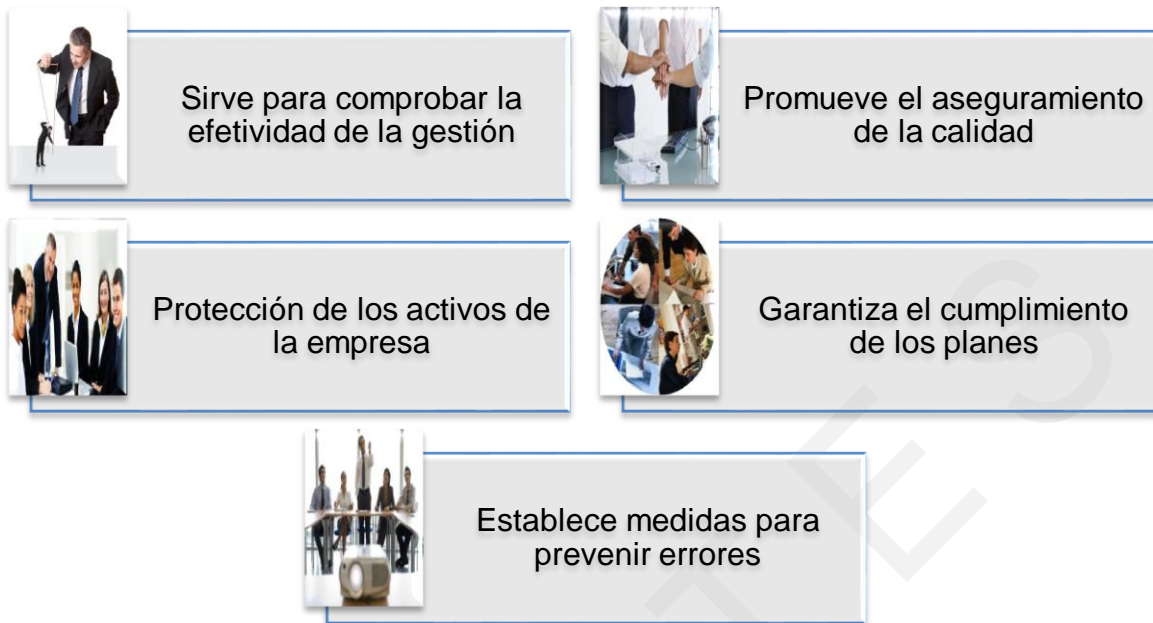 Sirve para comprobar la
efetividad de la gestión
Promueve el aseguramiento
de la calidad
Protección de los activos de
la empresa
Garantiza el cumplimiento
de los planes
Establece medidas para
prevenir errores
T E S